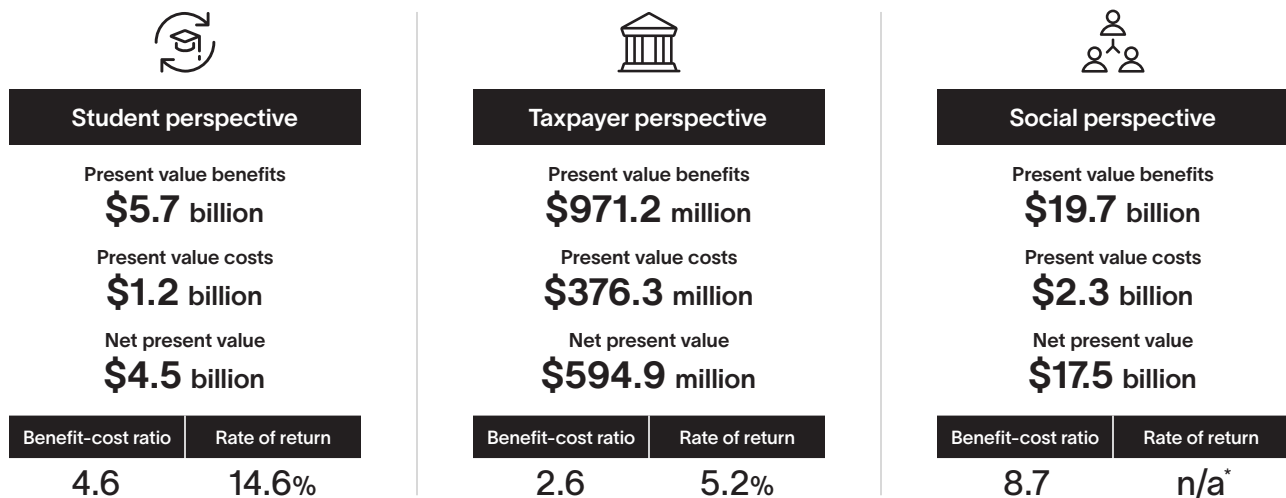 Student perspective
Present value benefits
$5.7 billion
Present value costs
$1.2 billion
Net present value
$4.5 billion
Benefit-cost ratio
Rate of return
4.6
14.6%
Taxpayer perspective
Present value benefits
$971.2 million
Present value costs
$376.3 million
Net present value
$594.9 million
Benefit-cost ratio
Rate of return
2.6
5.2%
Social perspective
Present value benefits
$19.7 billion
Present value costs
$2.3 billion
Net present value
$17.5 billion
Benefit-cost ratio
Rate of return
8.7
n/a*